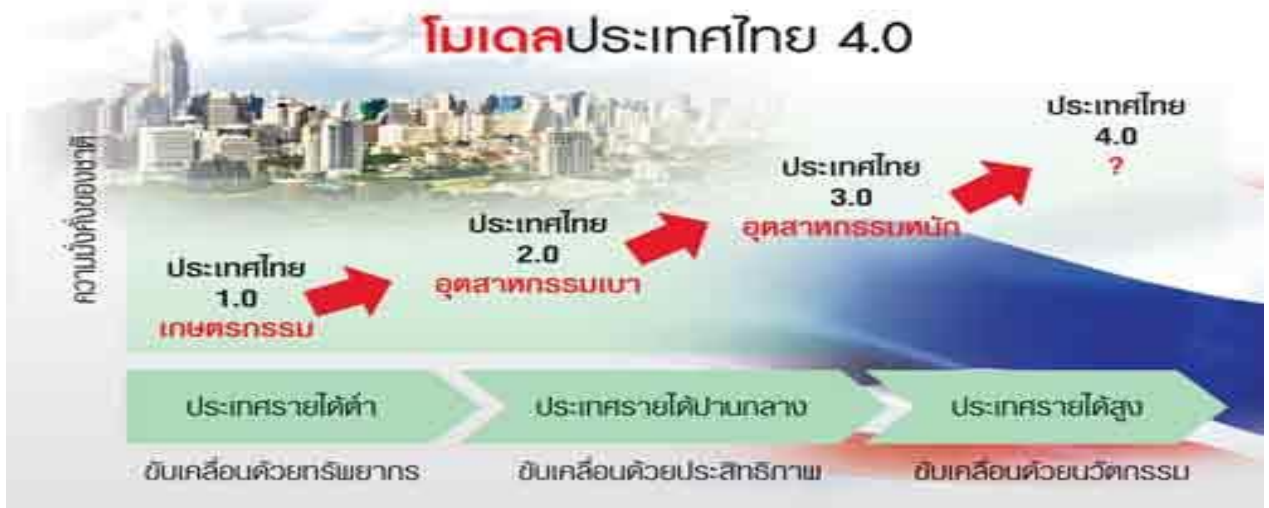 โมเดลประเทศไทย 4.0
ความมั่งคั่งของชาติ
ประเทศไทย
1.0
เกษตรกรรม
ประเทศไทย
2.0
อุตสาหกรรมเบา
ประเทศไทย
3.0
อุตสาหกรรมหนัก
ประเทศไทย
4.0
?
ประเทศรายได้ต่ำ
ประเทศรายได้ปานกลาง
ประเทศรายได้สูง
ขับเคลื่อนด้วยทรัพยากร
ขับเคลื่อนด้วยประสิทธิภาพ
ขับเคลื่อนด้วยนวัตกรรม